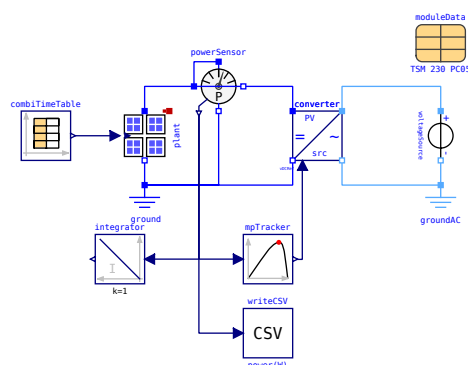 moduleData
TSM 230 PC05
powerSensor
P
combiTimeTable
plant
converter
PV
=
~
src
voltageSource
+
-
ground
groundAC
integrator
I
k=1
mpTracker
writeCSV
CSV
power(W)